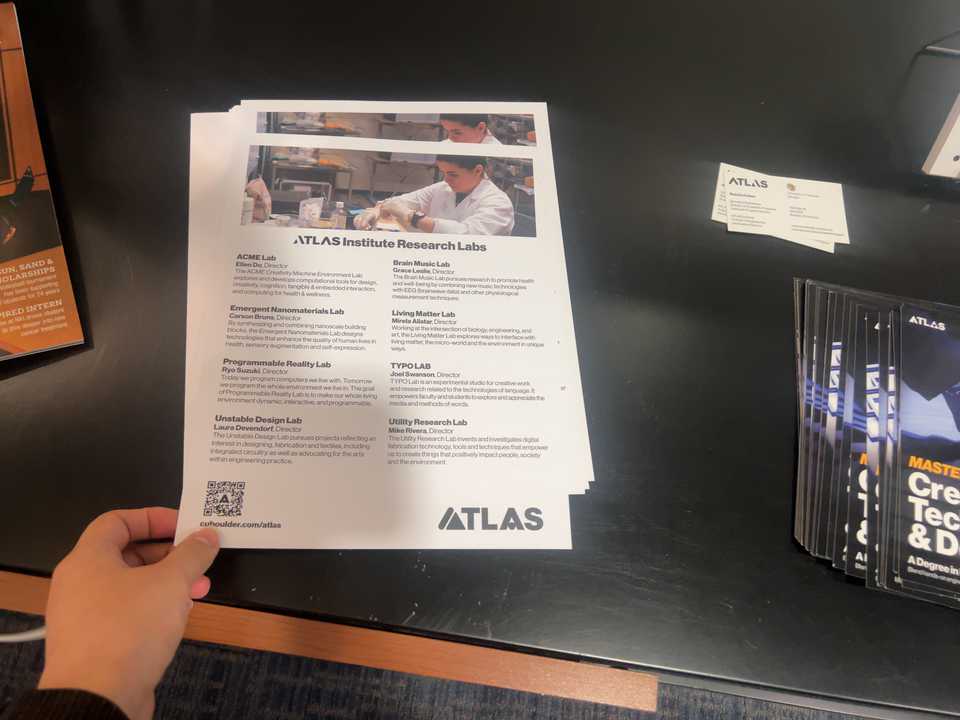 ATLAS Institute Research Labs
ACME Lab
Ellen Do, Director
The ACME Creativity Machine Environment Lab
explores and develops computational tools for design,
creativity, cognition, tangible & embedded interaction,
and computing for health & wellness.
Emergent Nanomaterials Lab
Carson Bruns, Director
By synthesizing and combining nanoscale building
blocks, the Emergent Nanomaterials Lab designs
technologies that enhance the quality of human lives in
health, sensory augmentation and self-expression.
Programmable Reality Lab
Ryo Suzuki, Director
Today we program computers we live with. Tomorrow
we program the whole environment we live in. The goal
of Programmable Reality Lab is to make our whole living
environment dynamic, interactive, and programmable.
Unstable Design Lab
Laura Devendorf, Director
The Unstable Design Lab pursues projects reflecting an
interest in designing, fabrication and textiles, including
integrated circuitry as well as advocating for the arts
within engineering practice.
Brain Music Lab
Grace Leslie, Director
The Brain Music Lab pursues research to promote health
and well-being by combining new music technologies
with EEG (brainwave data) and other physiological
measurement techniques.
Living Matter Lab
Mirela Alistar, Director
Working at the intersection of biology, engineering, and
art, the Living Matter Lab explores ways to interface with
living matter, the micro-world and the environment in unique
ways.
TYPO LAB
Joel Swanson, Director
TYPO Lab is an experimental studio for creative work
and research related to the technologies of language. It
empowers faculty and students to explore and appreciate the
media and methods of words.
Utility Research Lab
Mike Rivera, Director
The Utility Research Lab invents and investigates digital
fabrication technology, tools and techniques that empower
us to create things that positively impact people, society
and the environment.
cuboulder.com/atlas
ATLAS
ATLAS
ATLAS
MASTE
Cre
Tec
& D
A Degree in
SUN, SAND &